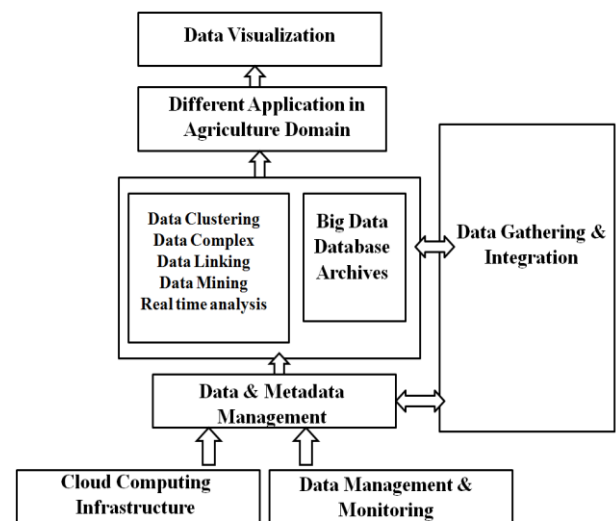 Data Visualization
Different Application in
Agriculture Domain
Data Clustering
Data Complex
Data Linking
Data Mining
Real time analysis
Big Data
Database
Archives
Data Gathering &
Integration
Data & Metadata
Management
Cloud Computing
Infrastructure
Data Management &
Monitoring